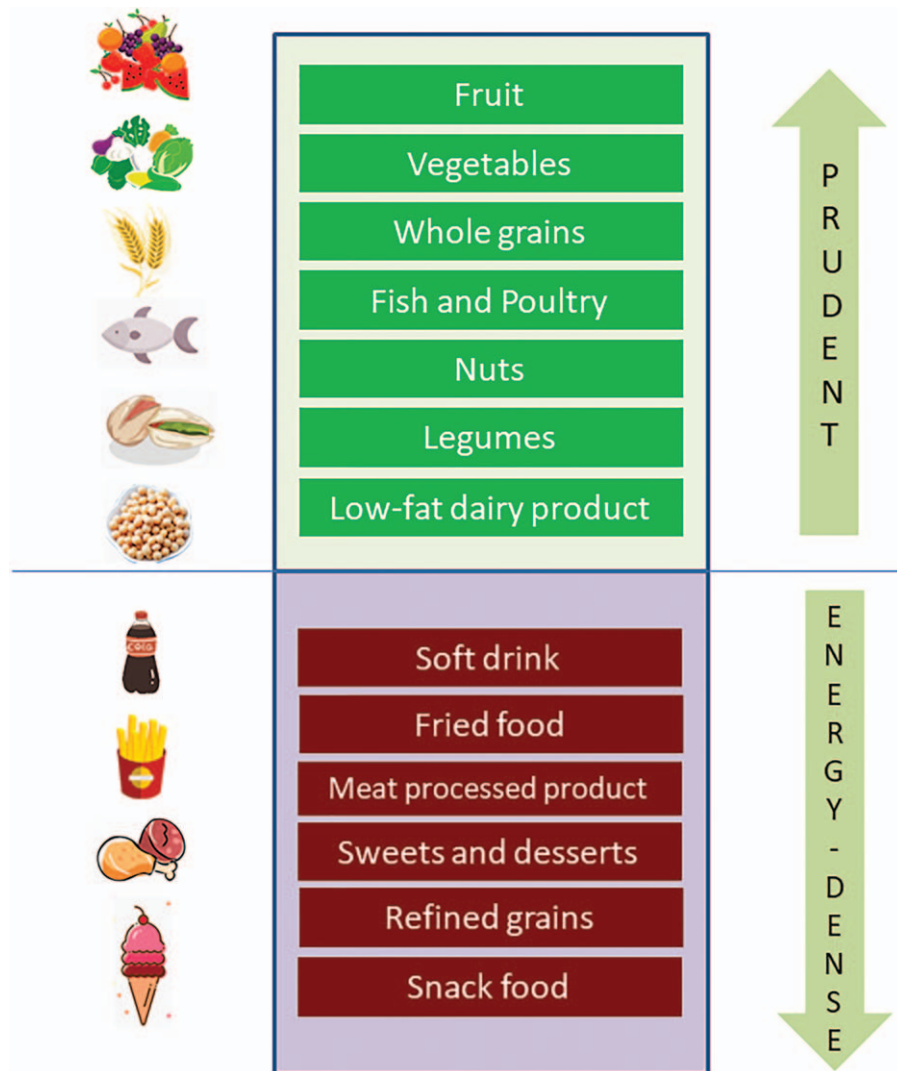 Fruit
Vegetables
Whole grains
Fish and Poultry
Nuts
Legumes
Low-fat dairy product
PRUDENT
COLA
Soft drink
Fried food
Meat processed product
Sweets and desserts
Refined grains
Snack food
ENERGY-DENSE